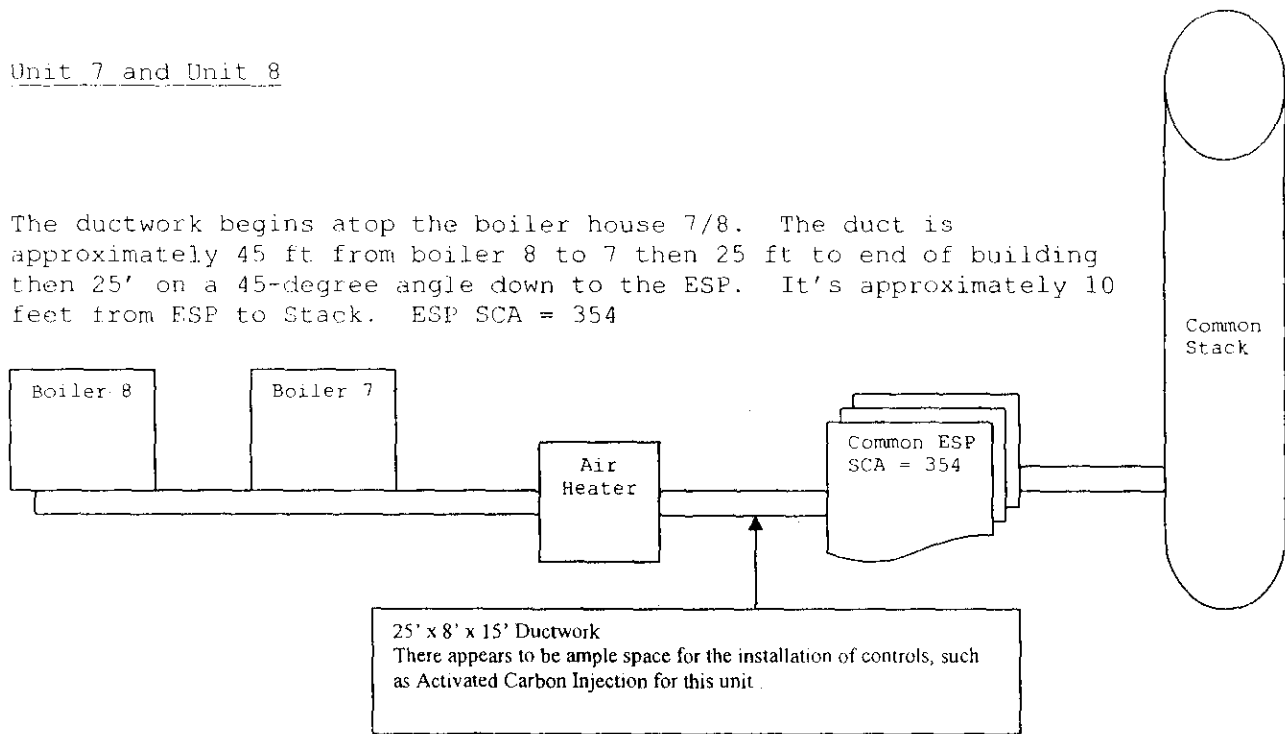 Unit 7 and Unit 8
The ductwork begins atop the boiler house 7/8. The duct is
approximately 45 ft from boiler 8 to 7 then 25 ft to end of building
then 25' on a 45-degree angle down to the ESP. It's approximately 10
feet from ESP to Stack. ESP SCA = 354
Common
Stack
Boiler 8
Boiler 7
Air
Heater
Common ESP
SCA = 354
25' x 8' x 15' Ductwork
There appears to be ample space for the installation of controls, such
as Activated Carbon Injection for this unit.